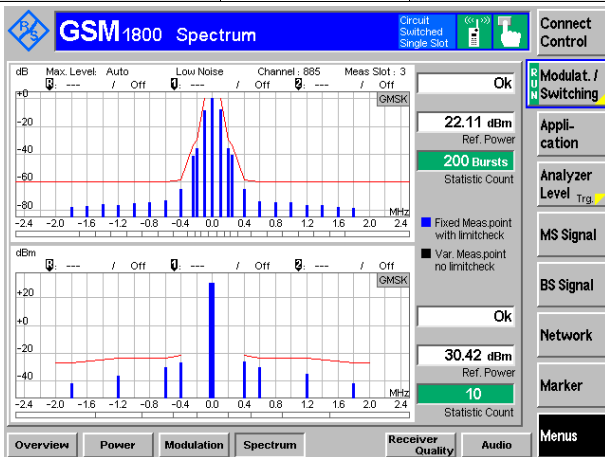 R S
GSM 1800 Spectrum
Circuit Switched Single Slot
Connect Control
dB Max. Level: Auto Low Noise Channel : 885 Meas Slot : 3
R: --- / Off 1: --- / Off 2: --- / Off
+0
GMSK
-20
-40
-60
-80
MHz
-2.4 -2.0 -1.6 -1.2 -0.8 -0.4 0.0 0.4 0.8 1.2 1.6 2.0 2.4
Ok
22.11 dBm
Ref. Power
200 Bursts
Statistic Count
Fixed Meas.point
with limitcheck
Var. Meas.point
no limitcheck
dBm
R: --- / Off 1: --- / Off 2: --- / Off
GMSK
+20
+0
-20
-40
MHz
-2.4 -2.0 -1.6 -1.2 -0.8 -0.4 0.0 0.4 0.8 1.2 1.6 2.0 2.4
Ok
30.42 dBm
Ref. Power
10
Statistic Count
RUN
Modulat. /
Switching
Appli-
cation
Analyzer
Level Trg.
MS Signal
BS Signal
Network
Marker
Menus
Overview Power Modulation Spectrum Receiver Quality Audio